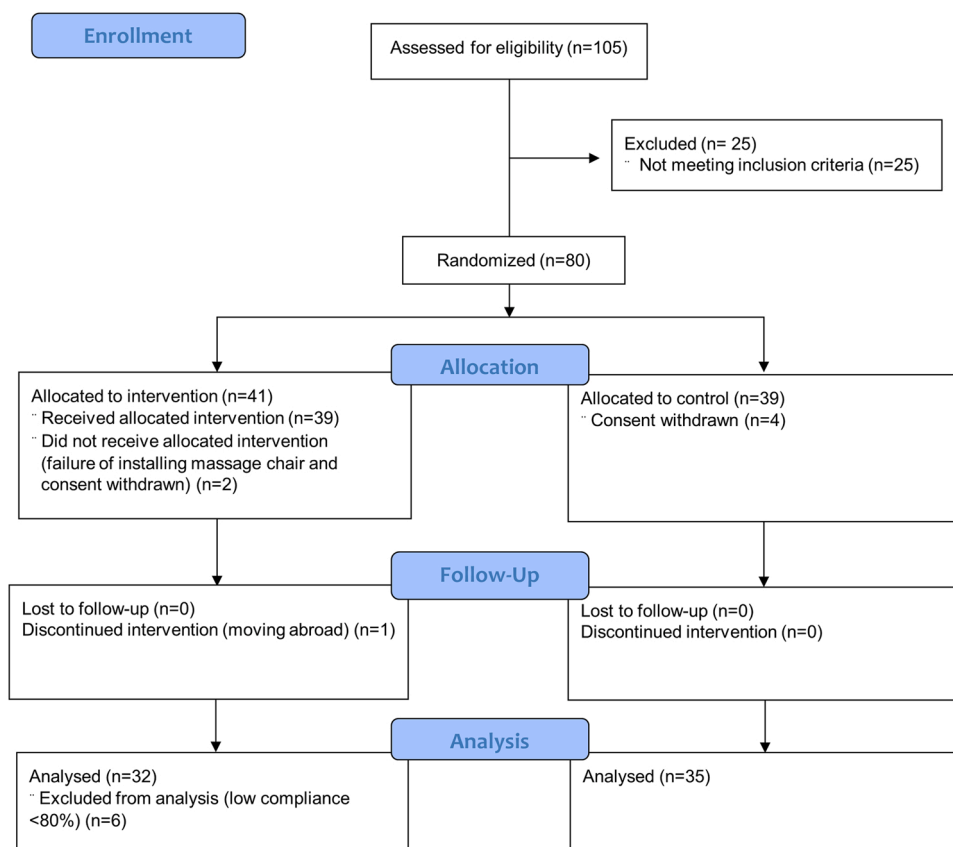 Enrollment
Assessed for eligibility (n=105)
Excluded (n= 25)
¨ Not meeting inclusion criteria (n=25)
Randomized (n=80)
Allocation
Allocated to intervention (n=41)
¨ Received allocated intervention (n=39)
¨ Did not receive allocated intervention
(failure of installing massage chair and
consent withdrawn) (n=2)
Allocated to control (n=39)
¨ Consent withdrawn (n=4)
Follow-Up
Lost to follow-up (n=0)
Discontinued intervention (moving abroad) (n=1)
Lost to follow-up (n=0)
Discontinued intervention (n=0)
Analysis
Analysed (n=32)
¨ Excluded from analysis (low compliance
<80%) (n=6)
Analysed (n=35)